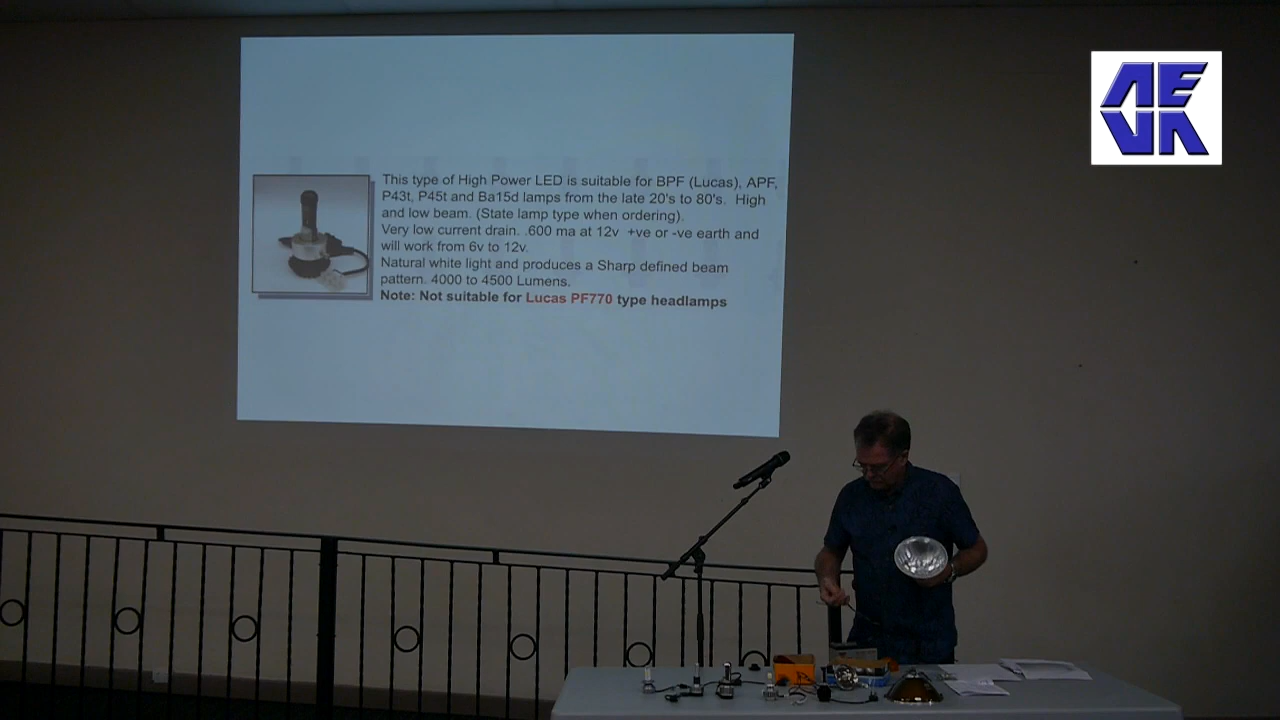 This type of High Power LED is suitable for BPF (Lucas), APF,
P43t, P45t and Ba15d lamps from the late 20's to 80's. High
and low beam. (State lamp type when ordering).
Very low current drain. .600 ma at 12v +ve or -ve earth and
will work from 6v to 12v.
Natural white light and produces a Sharp defined beam
pattern. 4000 to 4500 Lumens.
Note: Not suitable for Lucas PF770 type headlamps